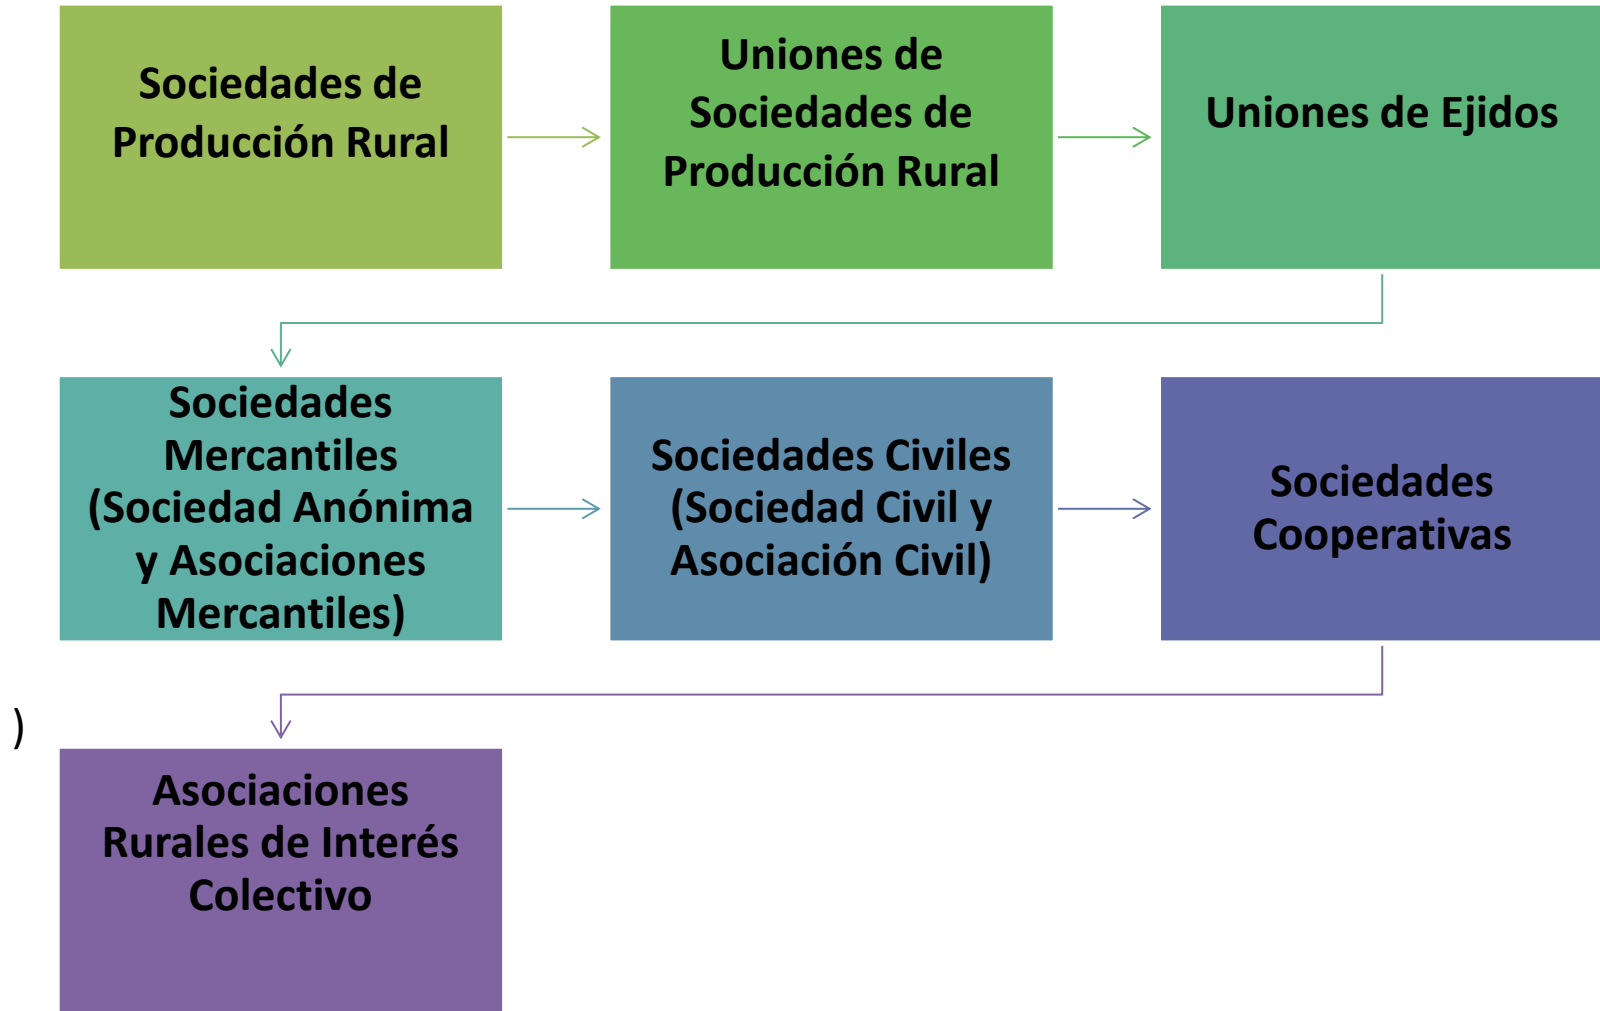 Sociedades de
Producción Rural
Uniones de
Sociedades de
Producción Rural
Uniones de Ejidos
Sociedades
Mercantiles
(Sociedad Anónima
y Asociaciones
Mercantiles)
Sociedades Civiles
(Sociedad Civil y
Asociación Civil)
Sociedades
Cooperativas
)
Asociaciones
Rurales de Interés
Colectivo